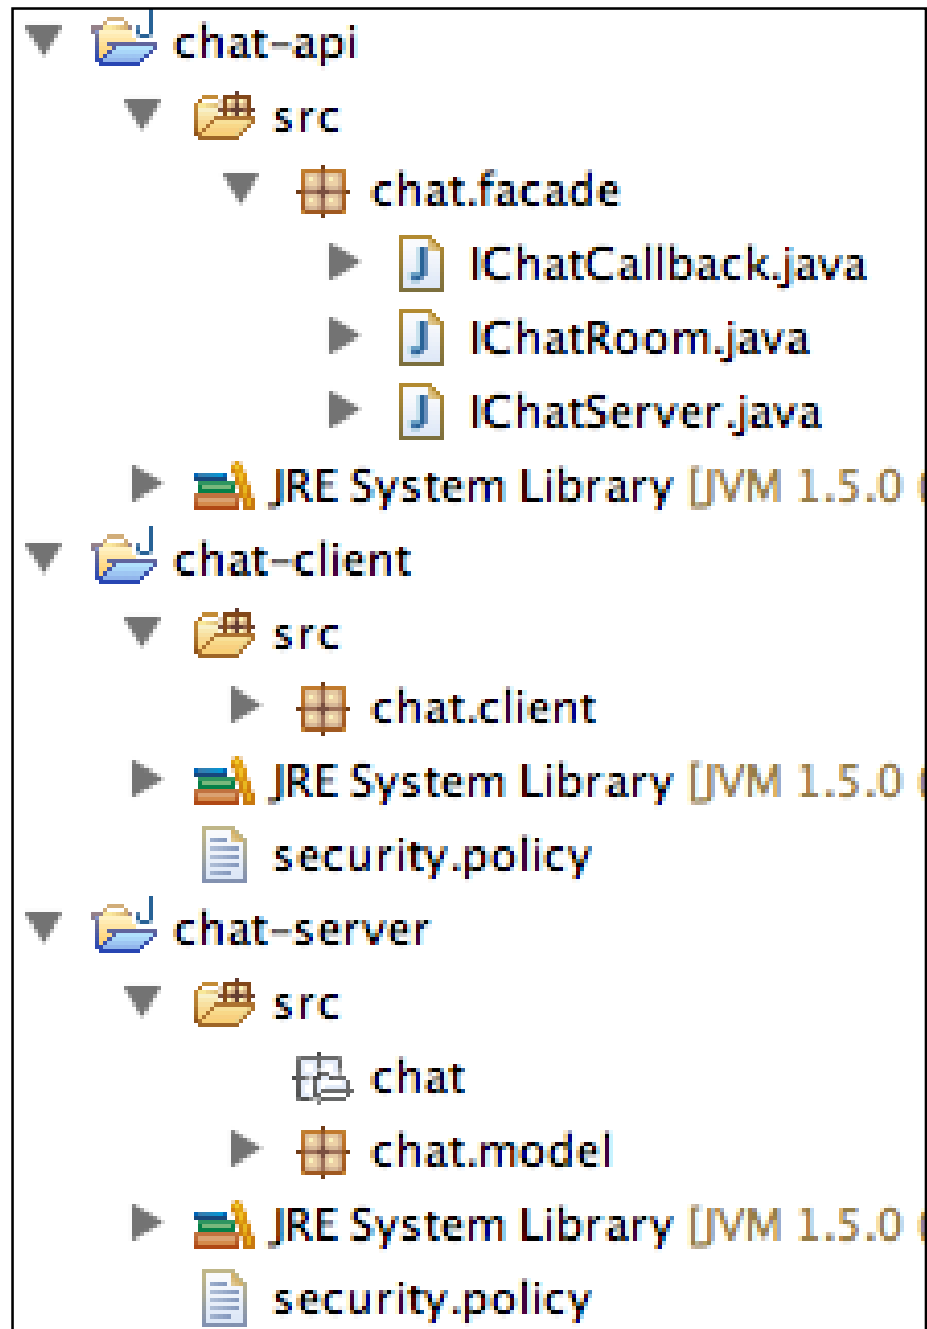 chat-api
src
chat.facade
IChatCallback.java
IChatRoom.java
IChatServer.java
JRE System Library [JVM 1.5.0 (
chat-client
src
chat.client
JRE System Library [JVM 1.5.0 (
security.policy
chat-server
src
chat
chat.model
JRE System Library [JVM 1.5.0 (
security.policy